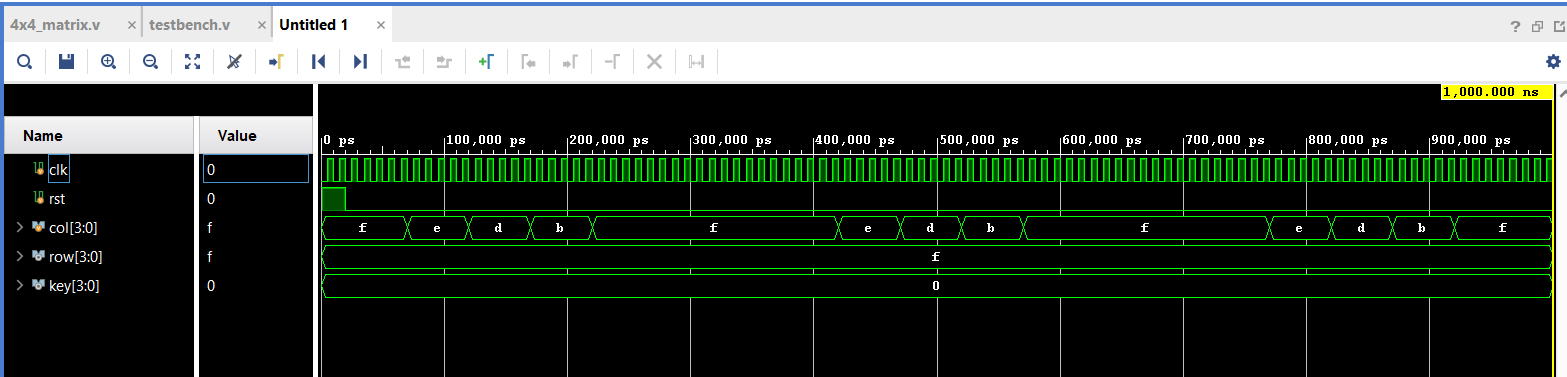 4x4_matrix.v × testbench.v × Untitled 1 ×
?
1,000.000 ns
Name Value
0 ps 100,000 ps 200,000 ps 300,000 ps 400,000 ps 500,000 ps 600,000 ps 700,000 ps 800,000 ps 900,000 ps
clk 0
rst 0
col[3:0] f f e d b f e d b f e d b f
row[3:0] f f
key[3:0] 0 0